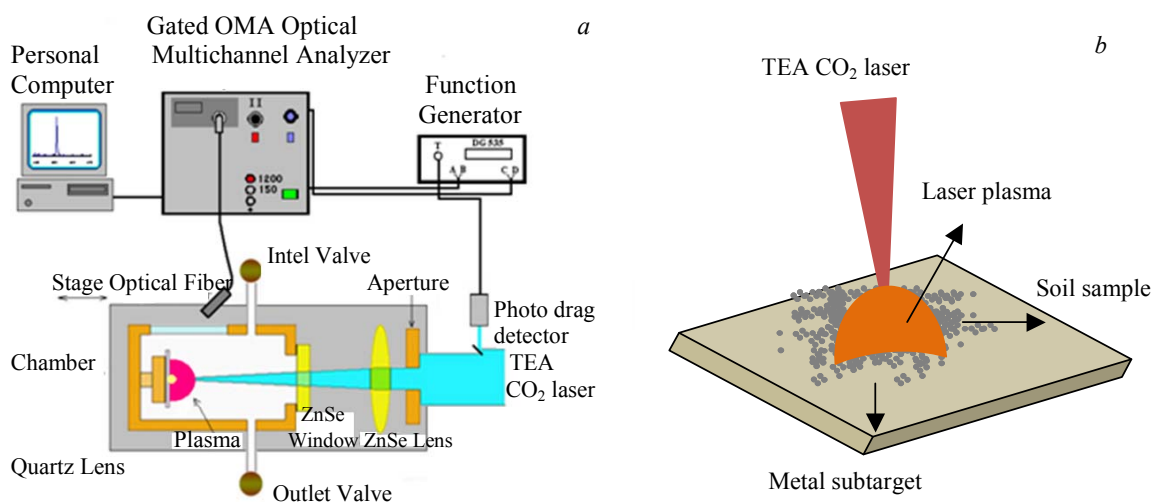 a
Gated OMA Optical
Multichannel Analyzer
Personal
Computer
Function
Generator
II
1200
150
+
DG 535
T
A B
C D
Intel Valve
Stage Optical Fiber
Aperture
Photo drag
detector
TEA
CO₂ laser
Chamber
ZnSe
Window ZnSe Lens
Plasma
Quartz Lens
Outlet Valve
b
TEA CO₂ laser
Laser plasma
Soil sample
Metal subtarget